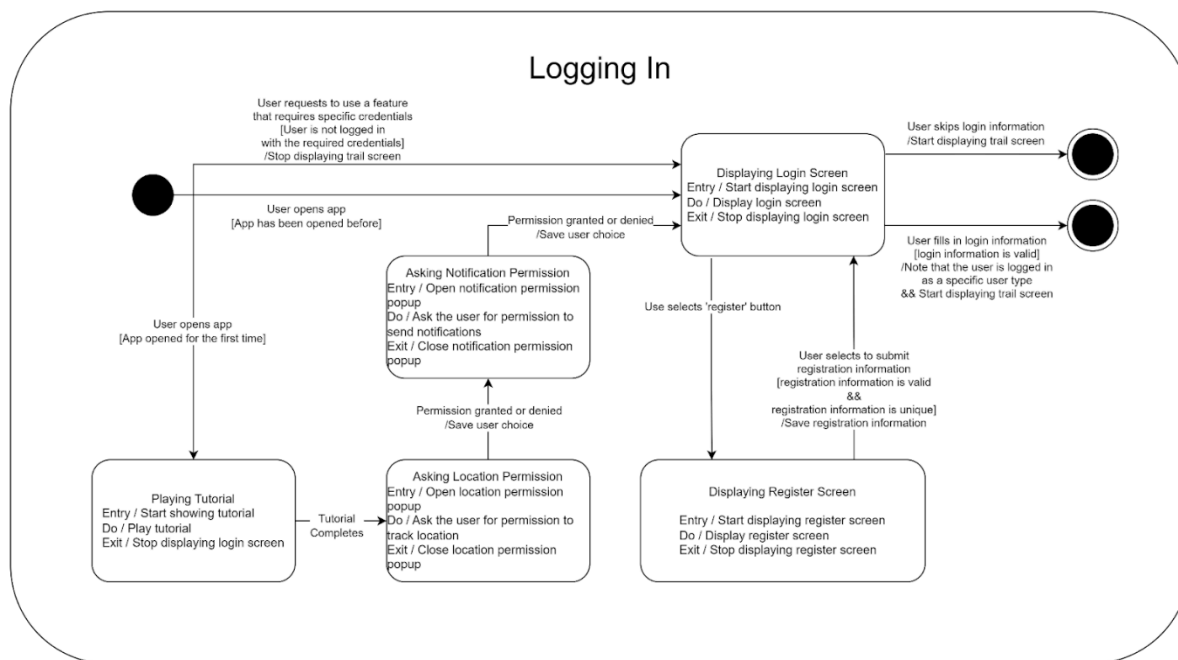 Logging In
User requests to use a feature
that requires specific credentials
[User is not logged in
with the required credentials]
/Stop displaying trail screen
User opens app
[App has been opened before]
User opens app
[App opened for the first time]
Playing Tutorial
Entry / Start showing tutorial
Do / Play tutorial
Exit / Stop displaying login screen
Tutorial
Completes
Asking Location Permission
Entry / Open location permission
popup
Do / Ask the user for permission to
track location
Exit / Close location permission
popup
Permission granted or denied
/Save user choice
Asking Notification Permission
Entry / Open notification permission
popup
Do / Ask the user for permission to
send notifications
Exit / Close notification permission
popup
Permission granted or denied
/Save user choice
Displaying Login Screen
Entry / Start displaying login screen
Do / Display login screen
Exit / Stop displaying login screen
User skips login information
/Start displaying trail screen
User fills in login information
[login information is valid]
/Note that the user is logged in
as a specific user type
&& Start displaying trail screen
Use selects 'register' button
User selects to submit
registration information
[registration information is valid
&&
registration information is unique]
/Save registration information
Displaying Register Screen
Entry / Start displaying register screen
Do / Display register screen
Exit / Stop displaying register screen